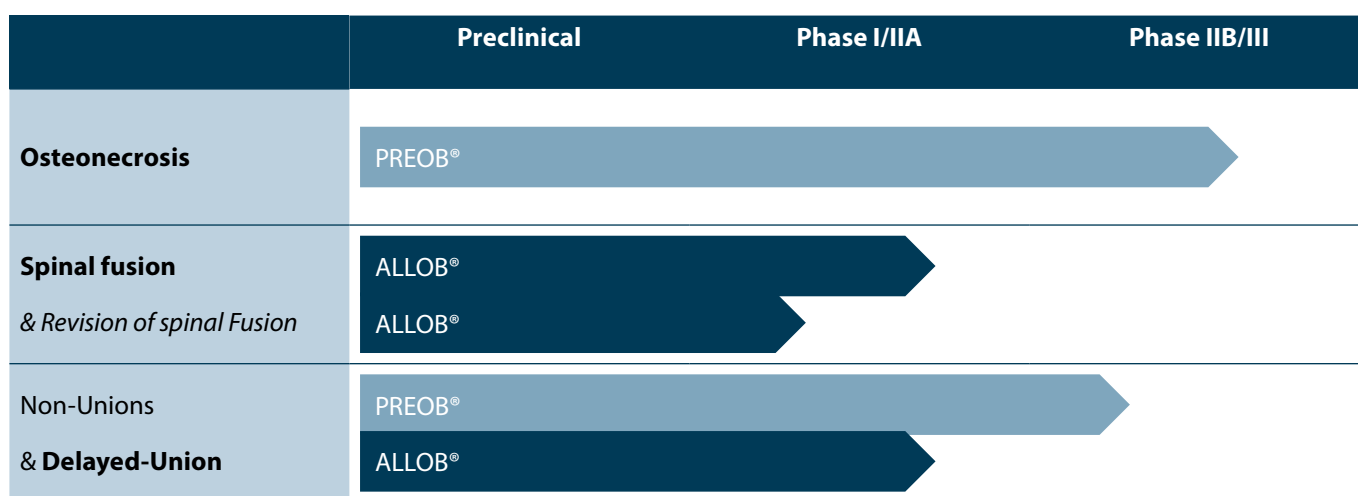 Preclinical Phase I/IIA Phase IIB/III
Osteonecrosis PREOB®
Spinal fusion ALLOB®
& Revision of spinal Fusion ALLOB®
Non-Unions PREOB®
& Delayed-Union ALLOB®